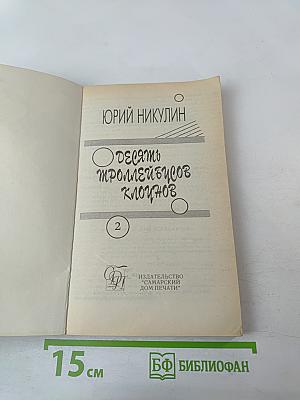 ЮРИЙ НИКУЛИН
ДЕСЯТЬ
ТРОЛЛЕЙБУСОВ
КЛОУНОВ
2
ИЗДАТЕЛЬСТВО
"САМАРСКИЙ
ДОМ ПЕЧАТИ"
15 см
БФ БИБЛИОФАН